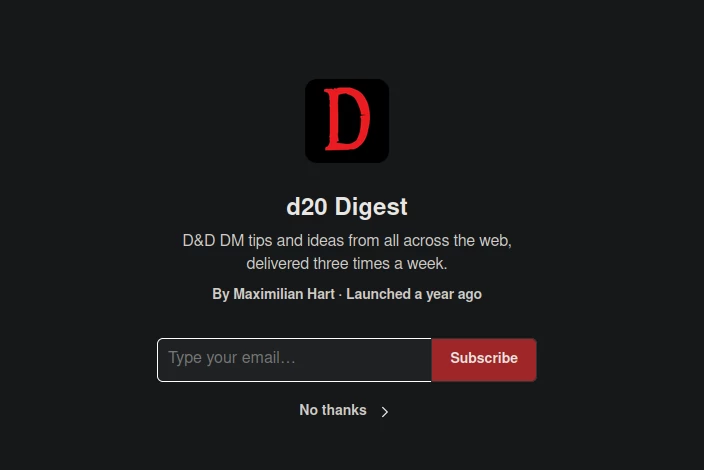 D
d20 Digest
D&D DM tips and ideas from all across the web,
delivered three times a week.
By Maximilian Hart · Launched a year ago
Type your email…
Subscribe
No thanks